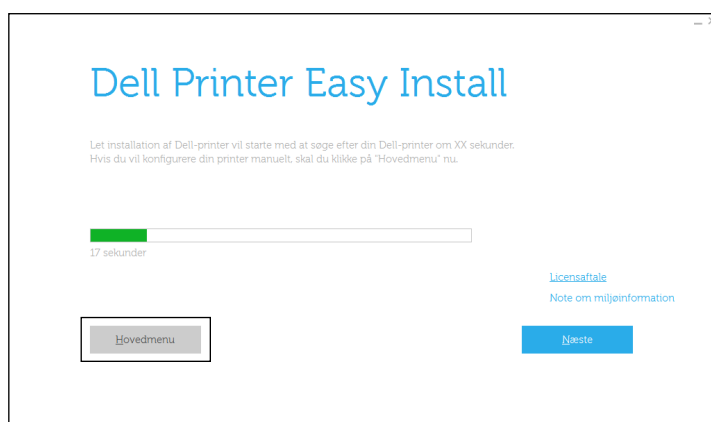 Dell Printer Easy Install
Let installation af Dell-printer vil starte med at søge efter din Dell-printer om XX sekunder.
Hvis du vil konfigurere din printer manuelt, skal du klikke på "Hovedmenu" nu.
17 sekunder
Licensaftale
Note om miljøinformation
Hovedmenu
Næste